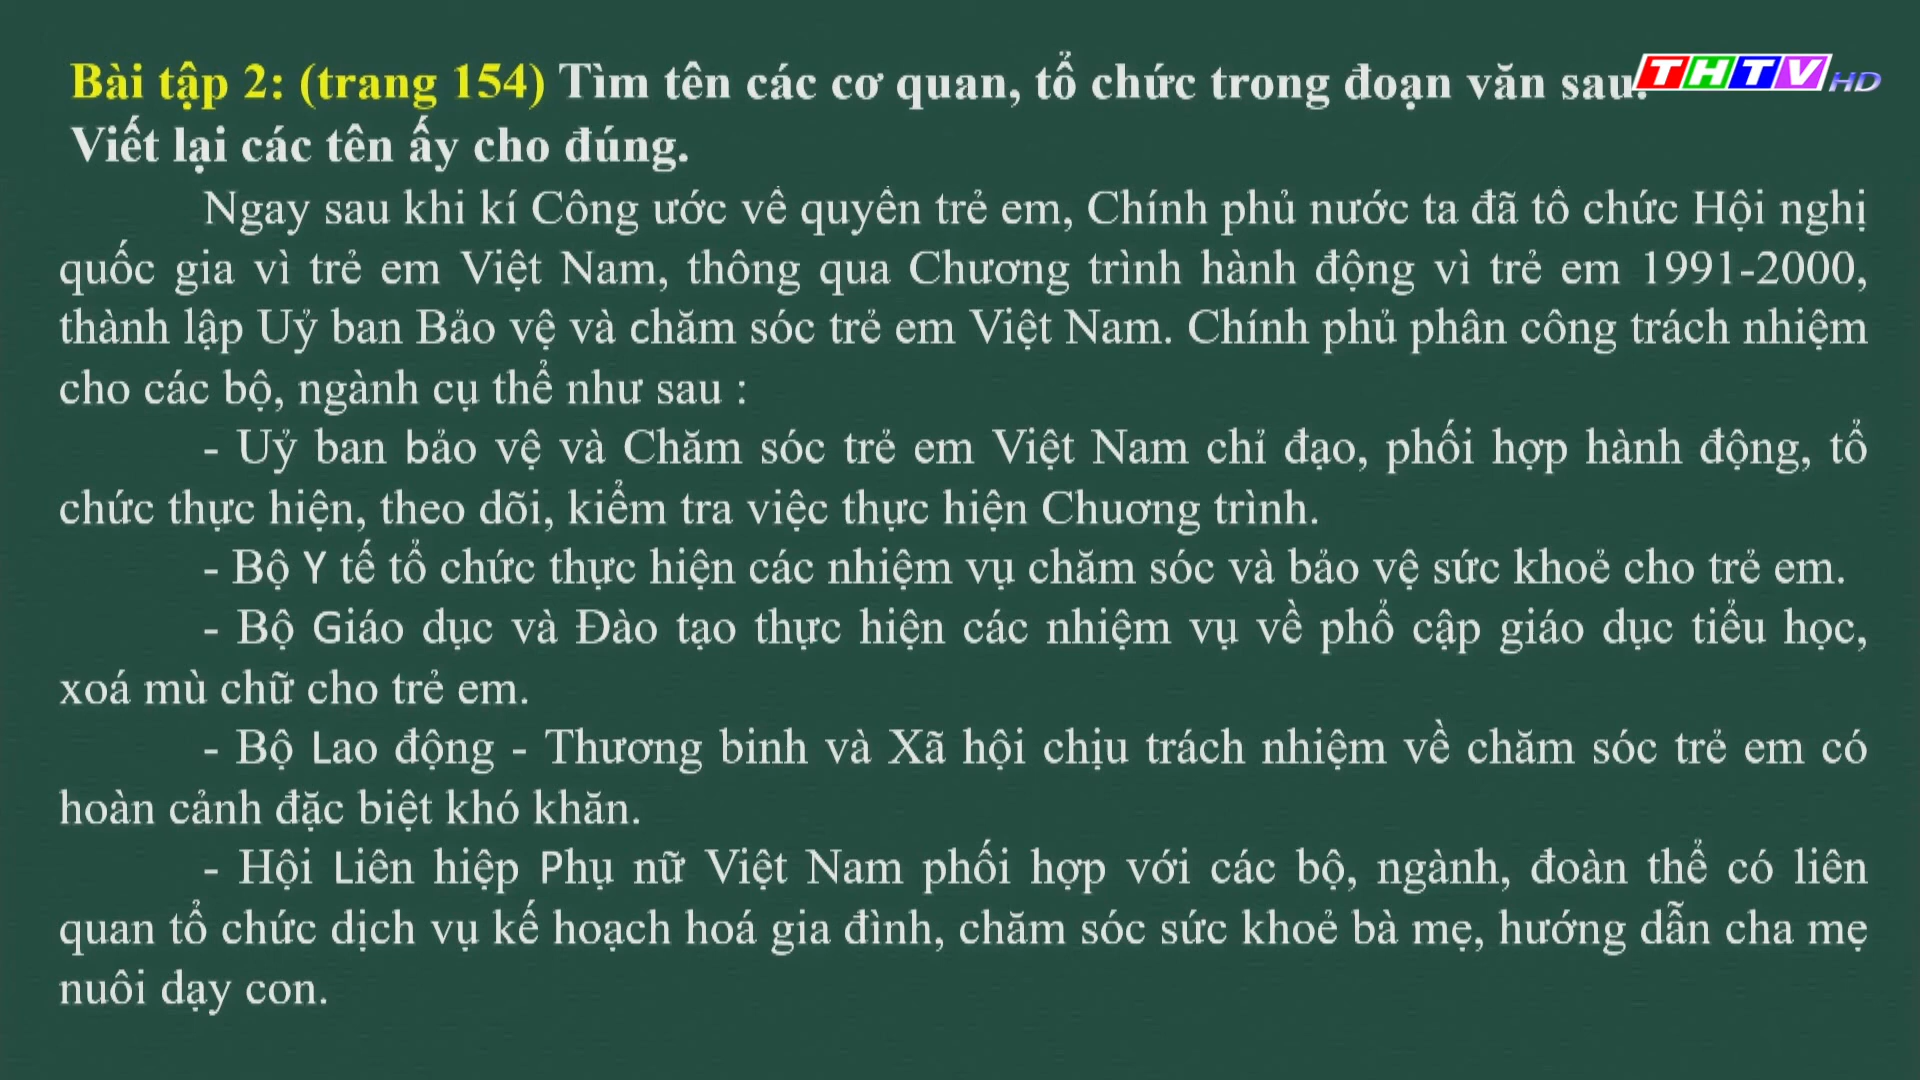 Bài tập 2: (trang 154) Tìm tên các cơ quan, tổ chức trong đoạn văn sau. THTV HD
Viết lại các tên ấy cho đúng.
Ngay sau khi kí Công ước về quyền trẻ em, Chính phủ nước ta đã tổ chức Hội nghị
quốc gia vì trẻ em Việt Nam, thông qua Chương trình hành động vì trẻ em 1991-2000,
thành lập Uỷ ban Bảo vệ và chăm sóc trẻ em Việt Nam. Chính phủ phân công trách nhiệm
cho các bộ, ngành cụ thể như sau :
- Uỷ ban bảo vệ và Chăm sóc trẻ em Việt Nam chỉ đạo, phối hợp hành động, tổ
chức thực hiện, theo dõi, kiểm tra việc thực hiện Chuơng trình.
- Bộ Y tế tổ chức thực hiện các nhiệm vụ chăm sóc và bảo vệ sức khoẻ cho trẻ em.
- Bộ Giáo dục và Đào tạo thực hiện các nhiệm vụ về phổ cập giáo dục tiểu học,
xoá mù chữ cho trẻ em.
- Bộ Lao động - Thương binh và Xã hội chịu trách nhiệm về chăm sóc trẻ em có
hoàn cảnh đặc biệt khó khăn.
- Hội Liên hiệp Phụ nữ Việt Nam phối hợp với các bộ, ngành, đoàn thể có liên
quan tổ chức dịch vụ kế hoạch hoá gia đình, chăm sóc sức khoẻ bà mẹ, hướng dẫn cha mẹ
nuôi dạy con.